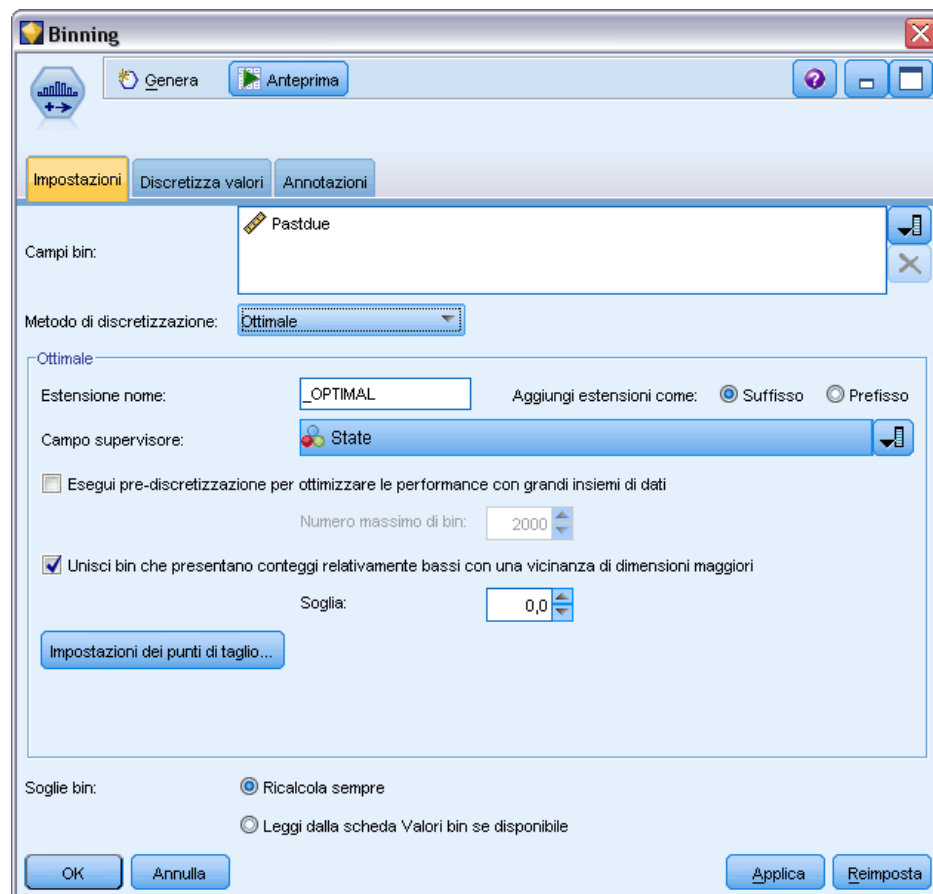 Binning
Genera
Anteprima
Impostazioni
Discretizza valori
Annotazioni
Campi bin:
Pastdue
Metodo di discretizzazione:
Ottimale
Ottimale
Estensione nome:
_OPTIMAL
Aggiungi estensioni come:
Suffisso
Prefisso
Campo supervisore:
State
Esegui pre-discretizzazione per ottimizzare le performance con grandi insiemi di dati
Numero massimo di bin:
2000
Unisci bin che presentano conteggi relativamente bassi con una vicinanza di dimensioni maggiori
Soglia:
0,0
Impostazioni dei punti di taglio...
Soglie bin:
Ricalcola sempre
Leggi dalla scheda Valori bin se disponibile
OK
Annulla
Applica
Reimposta